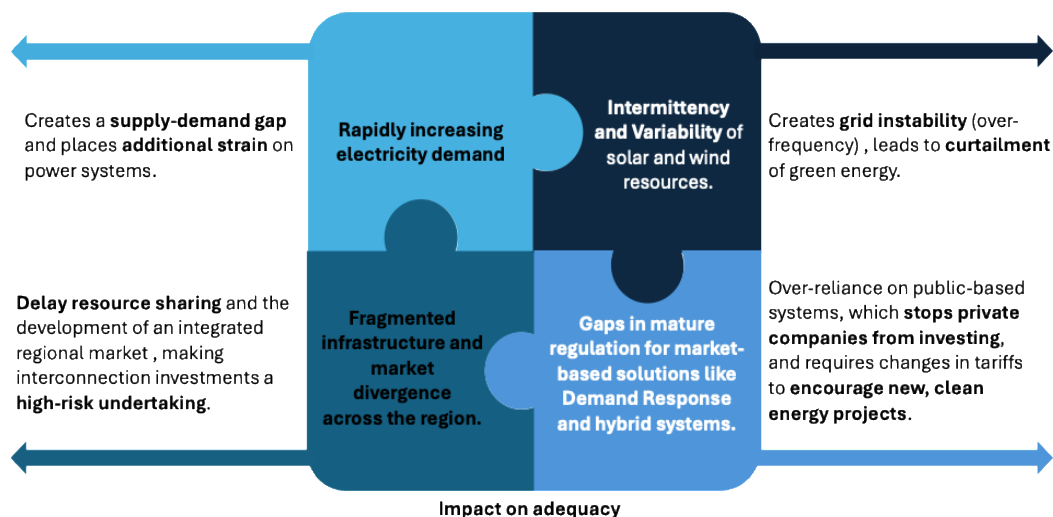 Creates a supply-demand gap
and places additional strain on
power systems.
Rapidly increasing
electricity demand
Intermittency
and Variability of
solar and wind
resources.
Creates grid instability (over-
frequency) , leads to curtailment
of green energy.
Delay resource sharing and the
development of an integrated
regional market , making
interconnection investments a
high-risk undertaking.
Fragmented
infrastructure and
market
divergence
across the region.
Gaps in mature
regulation for market-
based solutions like
Demand Response
and hybrid systems.
Over-reliance on public-based
systems, which stops private
companies from investing,
and requires changes in tariffs
to encourage new, clean
energy projects.
Impact on adequacy